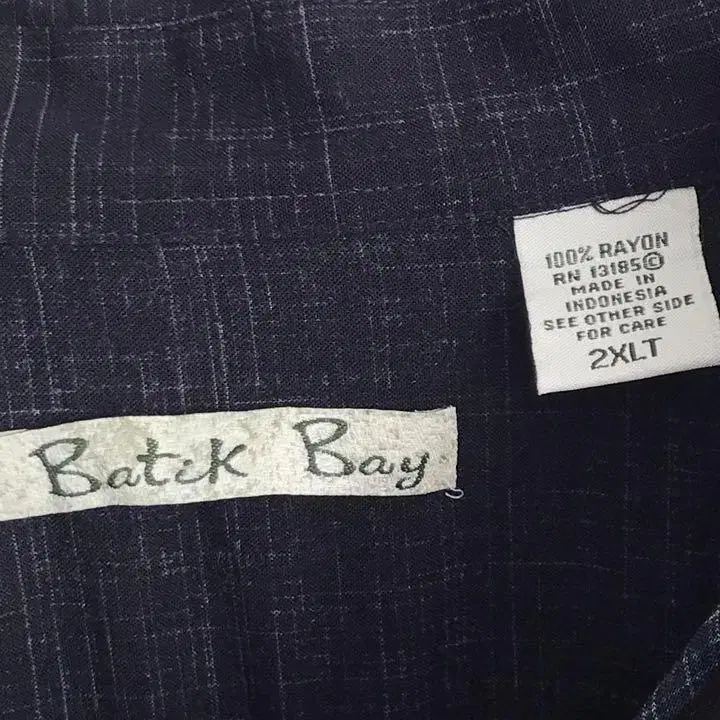 100% RAYON
RN 13185©
MADE IN
INDONESIA
SEE OTHER SIDE
FOR CARE
2XLT
Batik Bay